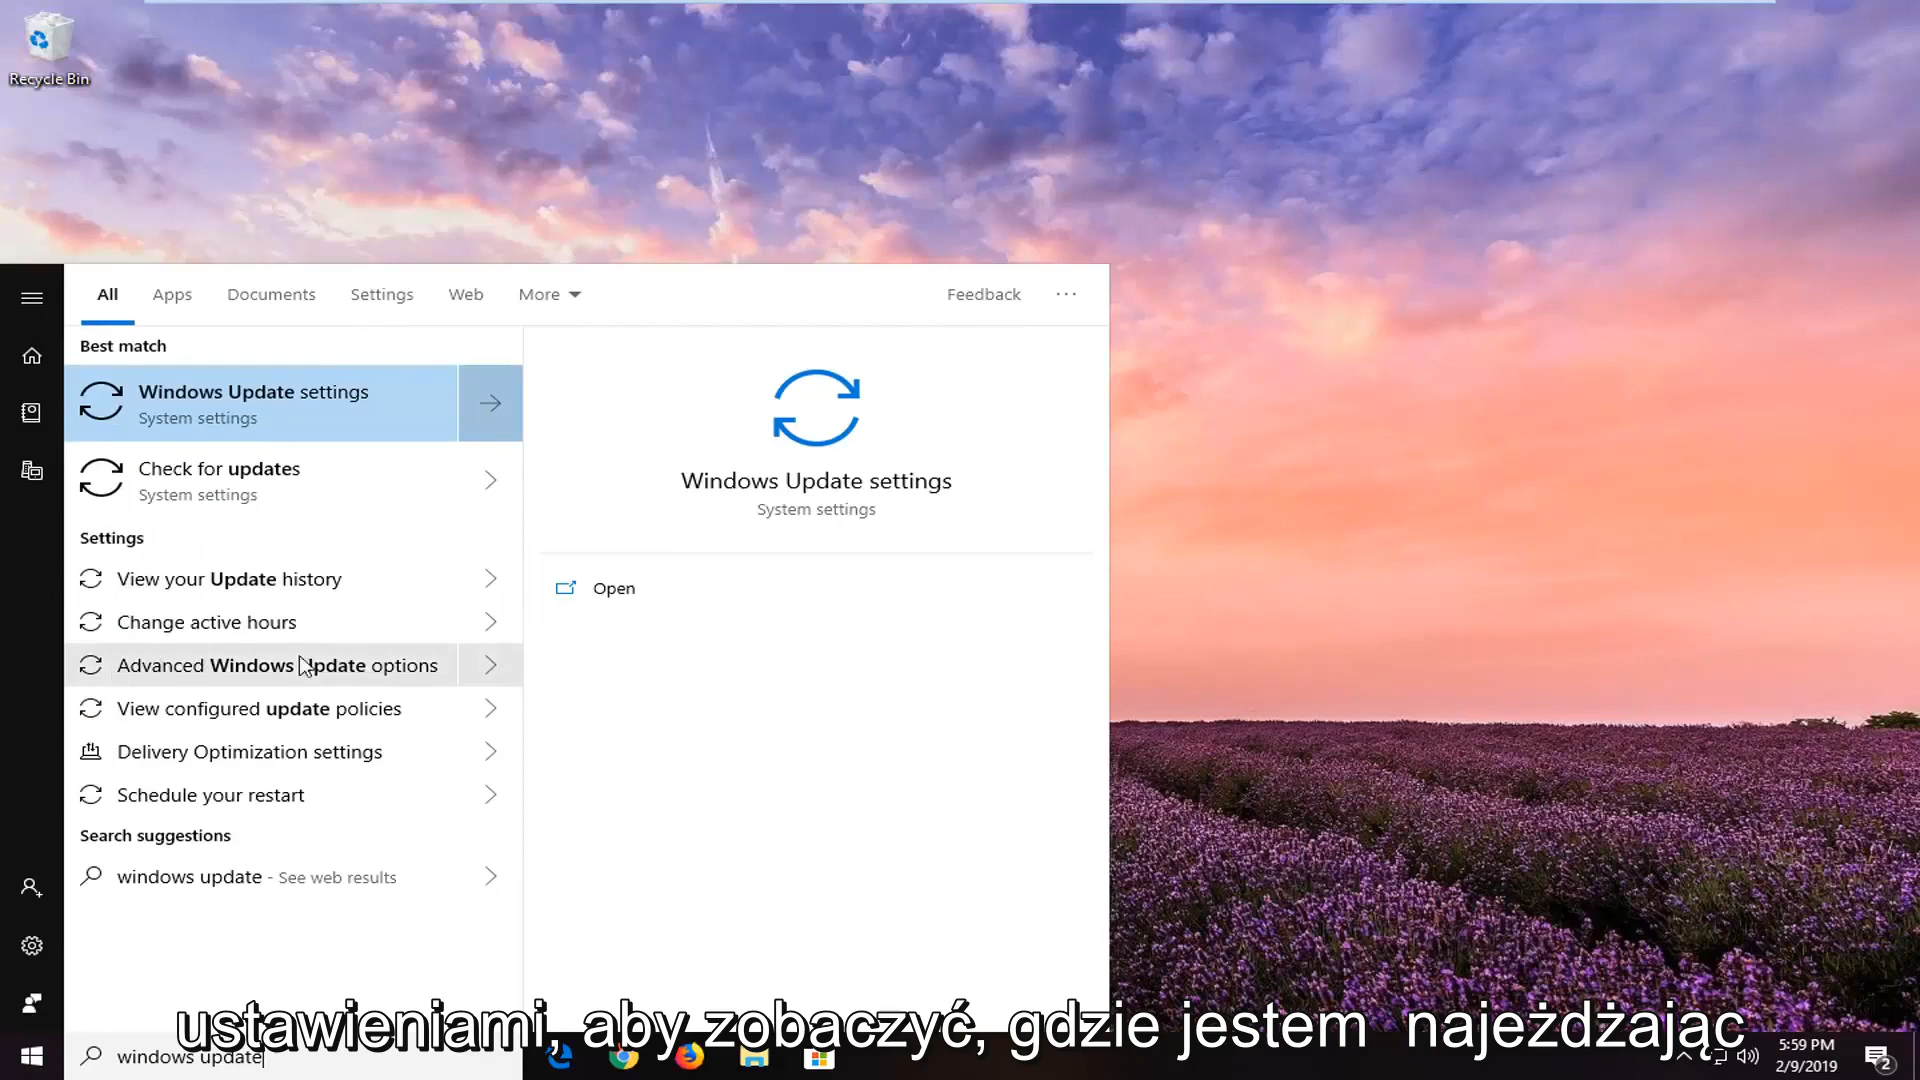 Recycle Bin
All Apps Documents Settings Web More Feedback ...
Best match
Windows Update settings
System settings
Check for updates
System settings
Settings
View your Update history
Change active hours
Advanced Windows Update options
View configured update policies
Delivery Optimization settings
Schedule your restart
Search suggestions
windows update - See web results
Windows Update settings
System settings
Open
ustawieniami, aby zobaczyć, gdzie jestem najeżdżając
windows update
5:59 PM
2/9/2019
2